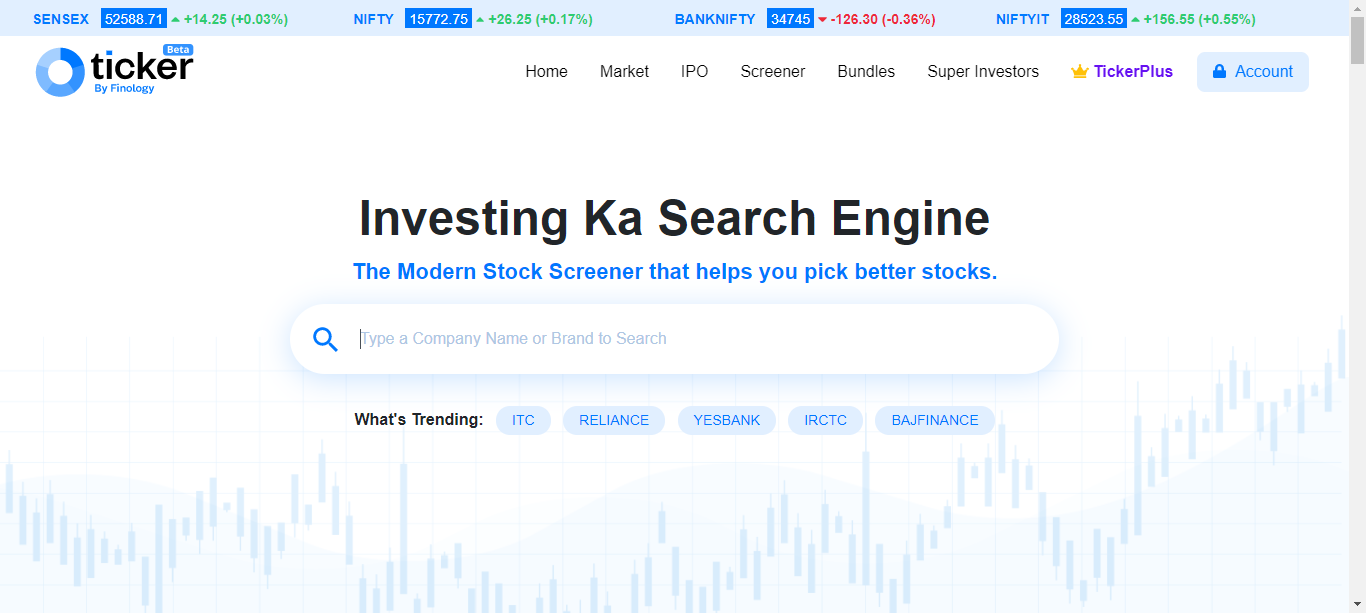 SENSEX 52588.71 +14.25 (+0.03%) NIFTY 15772.75 +26.25 (+0.17%) BANKNIFTY 34745 -126.30 (-0.36%) NIFTYIT 28523.55 +156.55 (+0.55%)
Beta
ticker
By Finology
Home Market IPO Screener Bundles Super Investors TickerPlus Account
Investing Ka Search Engine
The Modern Stock Screener that helps you pick better stocks.
Type a Company Name or Brand to Search
What's Trending: ITC RELIANCE YESBANK IRCTC BAJFINANCE